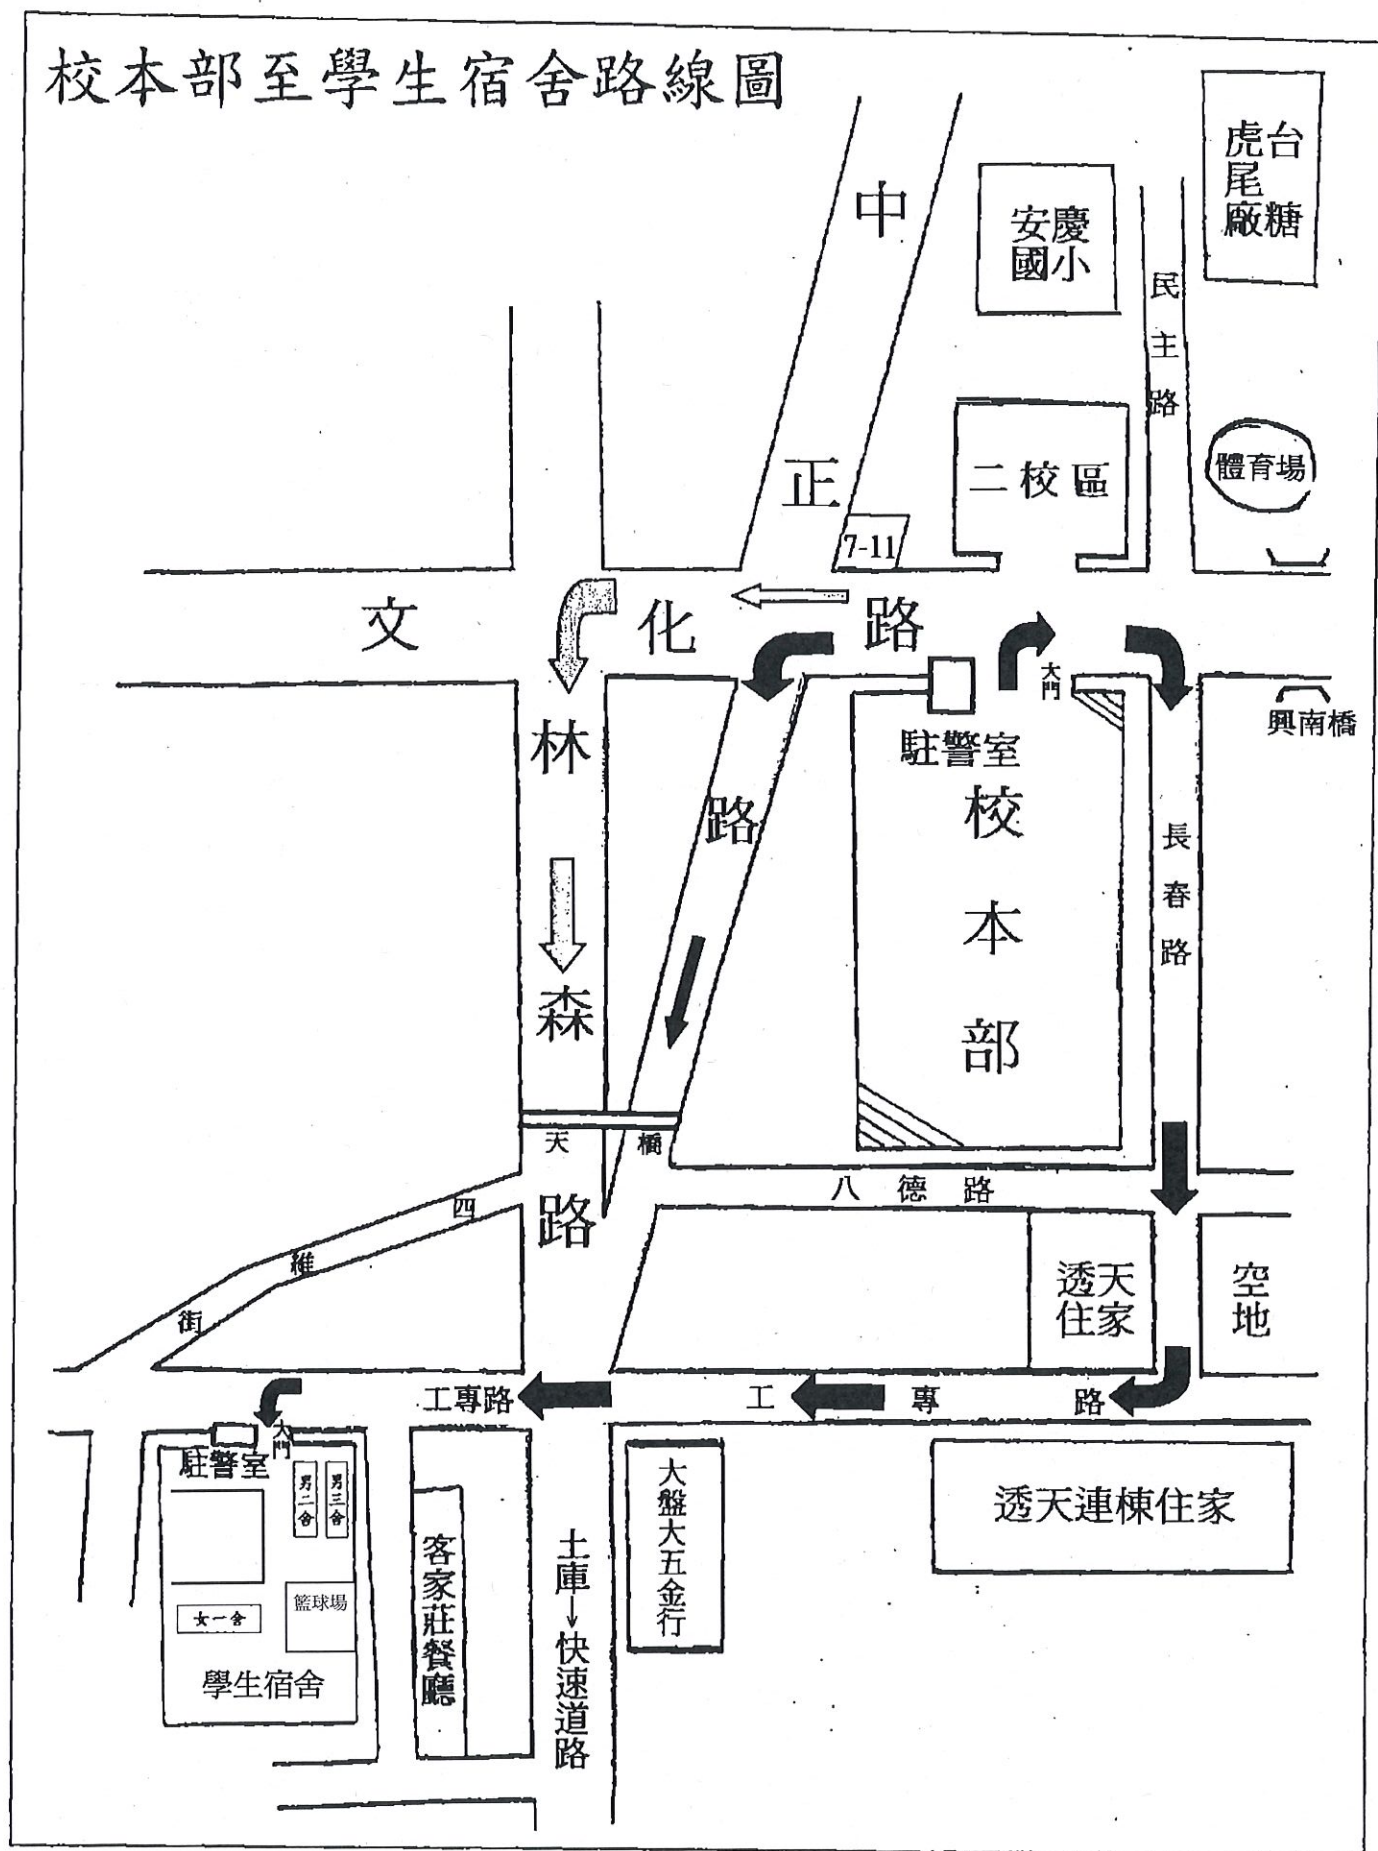 校本部至學生宿舍路線圖
台糖
虎尾廠
安慶
國小
民主路
中正路
二校區
體育場
7-11
文化路
大門
駐警室
興南橋
校本部
長春路
林森路
天橋
八德路
四維街
透天
住家
空地
工專路
工專路
大門
駐警室
男二舍
男三舍
籃球場
女一舍
學生宿舍
客家莊餐廳
土庫→快速道路
大盤大五金行
透天連棟住家